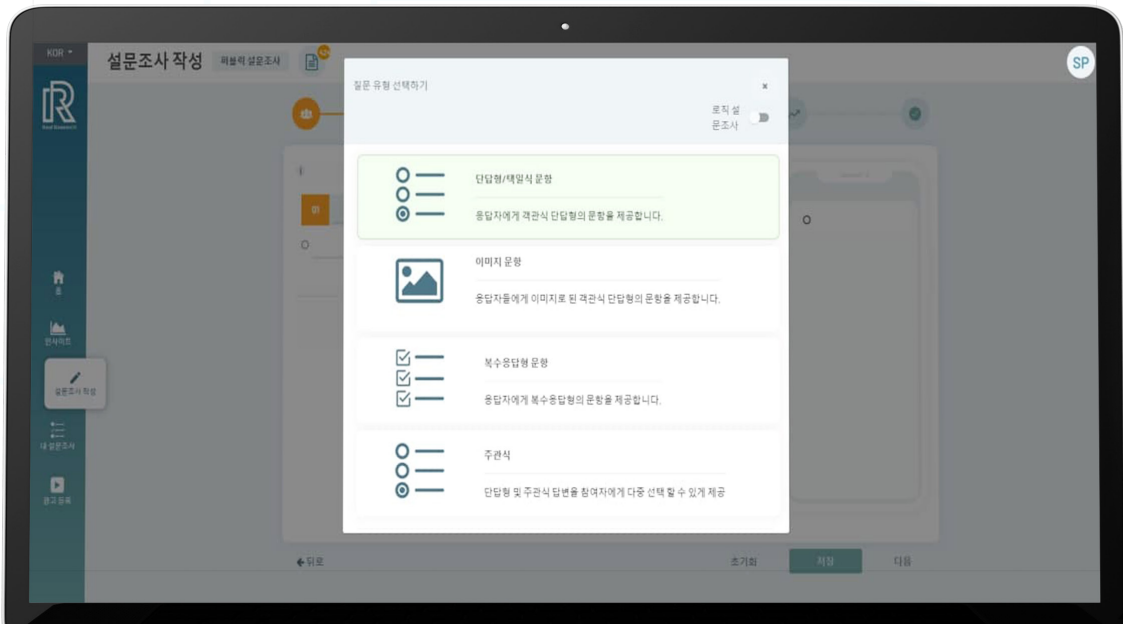 KOR
설문조사 작성
퍼블릭 설문조사
SP
질문 유형 선택하기
×
로직 설
문조사
단답형/택일식 문항
응답자에게 객관식 단답형의 문항을 제공합니다.
Q1
이미지 문항
응답자들에게 이미지로 된 객관식 단답형의 문항을 제공합니다.
홈
인사이트
복수응답형 문항
응답자에게 복수응답형의 문항을 제공합니다.
설문조사 작성
내 설문조사
주관식
단답형 및 주관식 답변을 참여자에게 다중 선택 할 수 있게 제공
광고 등록
뒤로
초기화
저장
다음